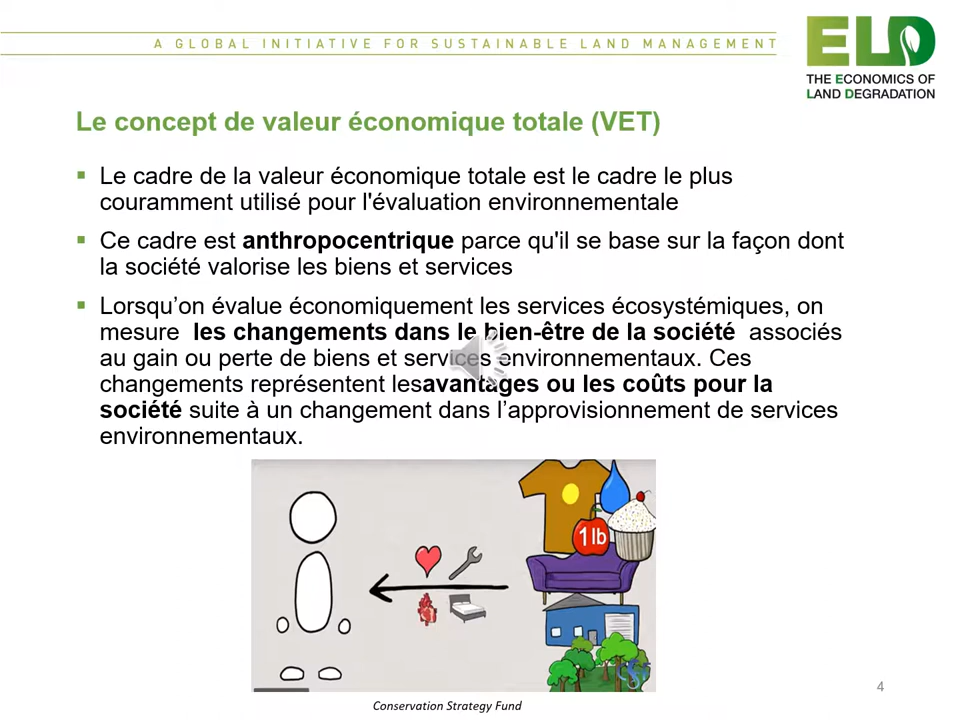 A GLOBAL INITIATIVE FOR SUSTAINABLE LAND MANAGEMENT
ELD
THE ECONOMICS OF
LAND DEGRADATION
Le concept de valeur économique totale (VET)
Le cadre de la valeur économique totale est le cadre le plus
couramment utilisé pour l'évaluation environnementale
Ce cadre est anthropocentrique parce qu'il se base sur la façon dont
la société valorise les biens et services
Lorsqu’on évalue économiquement les services écosystémiques, on
mesure les changements dans le bien-être de la société associés
au gain ou perte de biens et services environnementaux. Ces
changements représentent lesavantages ou les coûts pour la
société suite à un changement dans l’approvisionnement de services
environnementaux.
1 lb
Conservation Strategy Fund
4